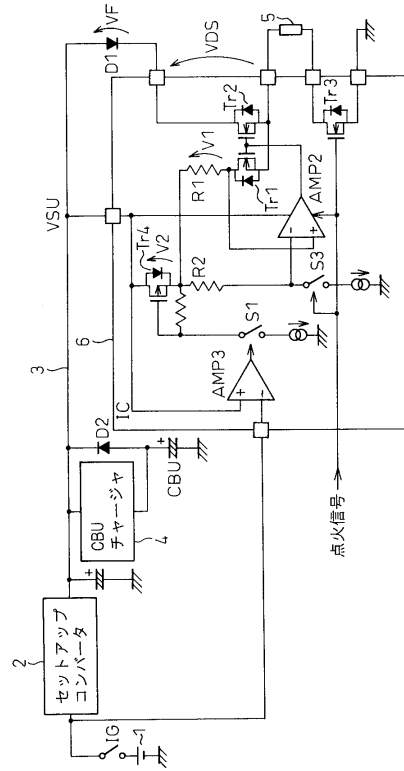 VF
D1
VDS
5
3
VSU
Tr2
Tr3
V1
R1
Tr1
AMP2
6
Tr4
V2
R2
S3
IC
S1
AMP3
D2
CBU
チャージャ
4
+
CBU
+
2
セットアップ
コンバータ
IG
1
点火信号
+
-
-
+